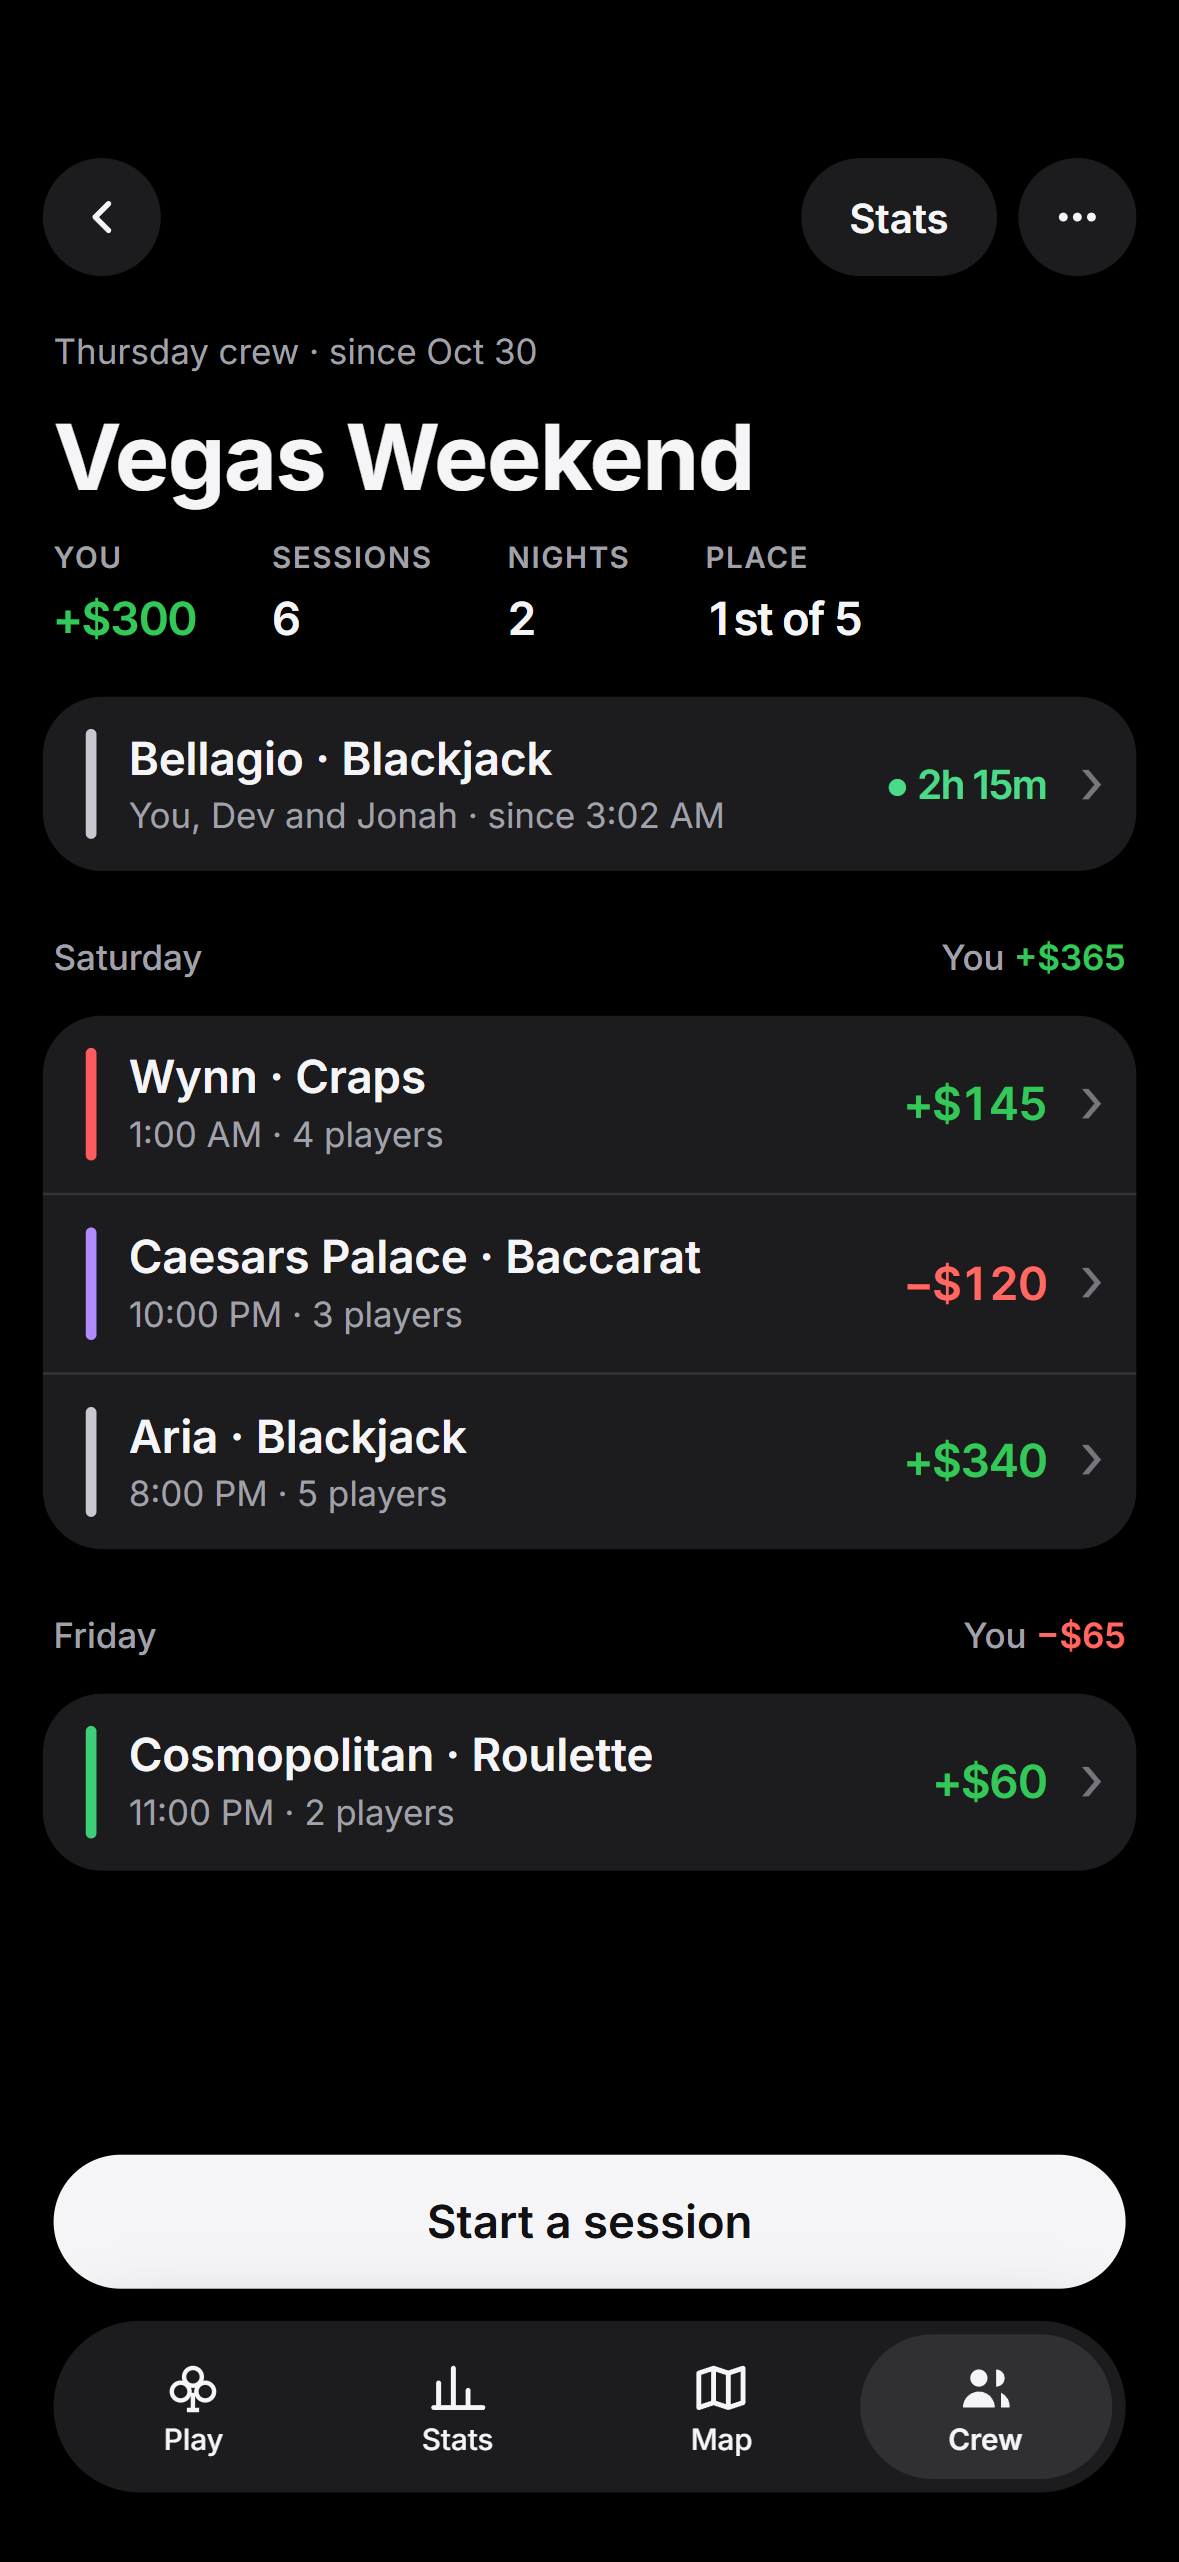 Stats
Thursday crew · since Oct 30
Vegas Weekend
YOU SESSIONS NIGHTS PLACE
+$300 6 2 1st of 5
Bellagio · Blackjack
You, Dev and Jonah · since 3:02 AM
2h 15m
Saturday You +$365
Wynn · Craps
1:00 AM · 4 players
+$145
Caesars Palace · Baccarat
10:00 PM · 3 players
–$120
Aria · Blackjack
8:00 PM · 5 players
+$340
Friday You –$65
Cosmopolitan · Roulette
11:00 PM · 2 players
+$60
Start a session
Play Stats Map Crew